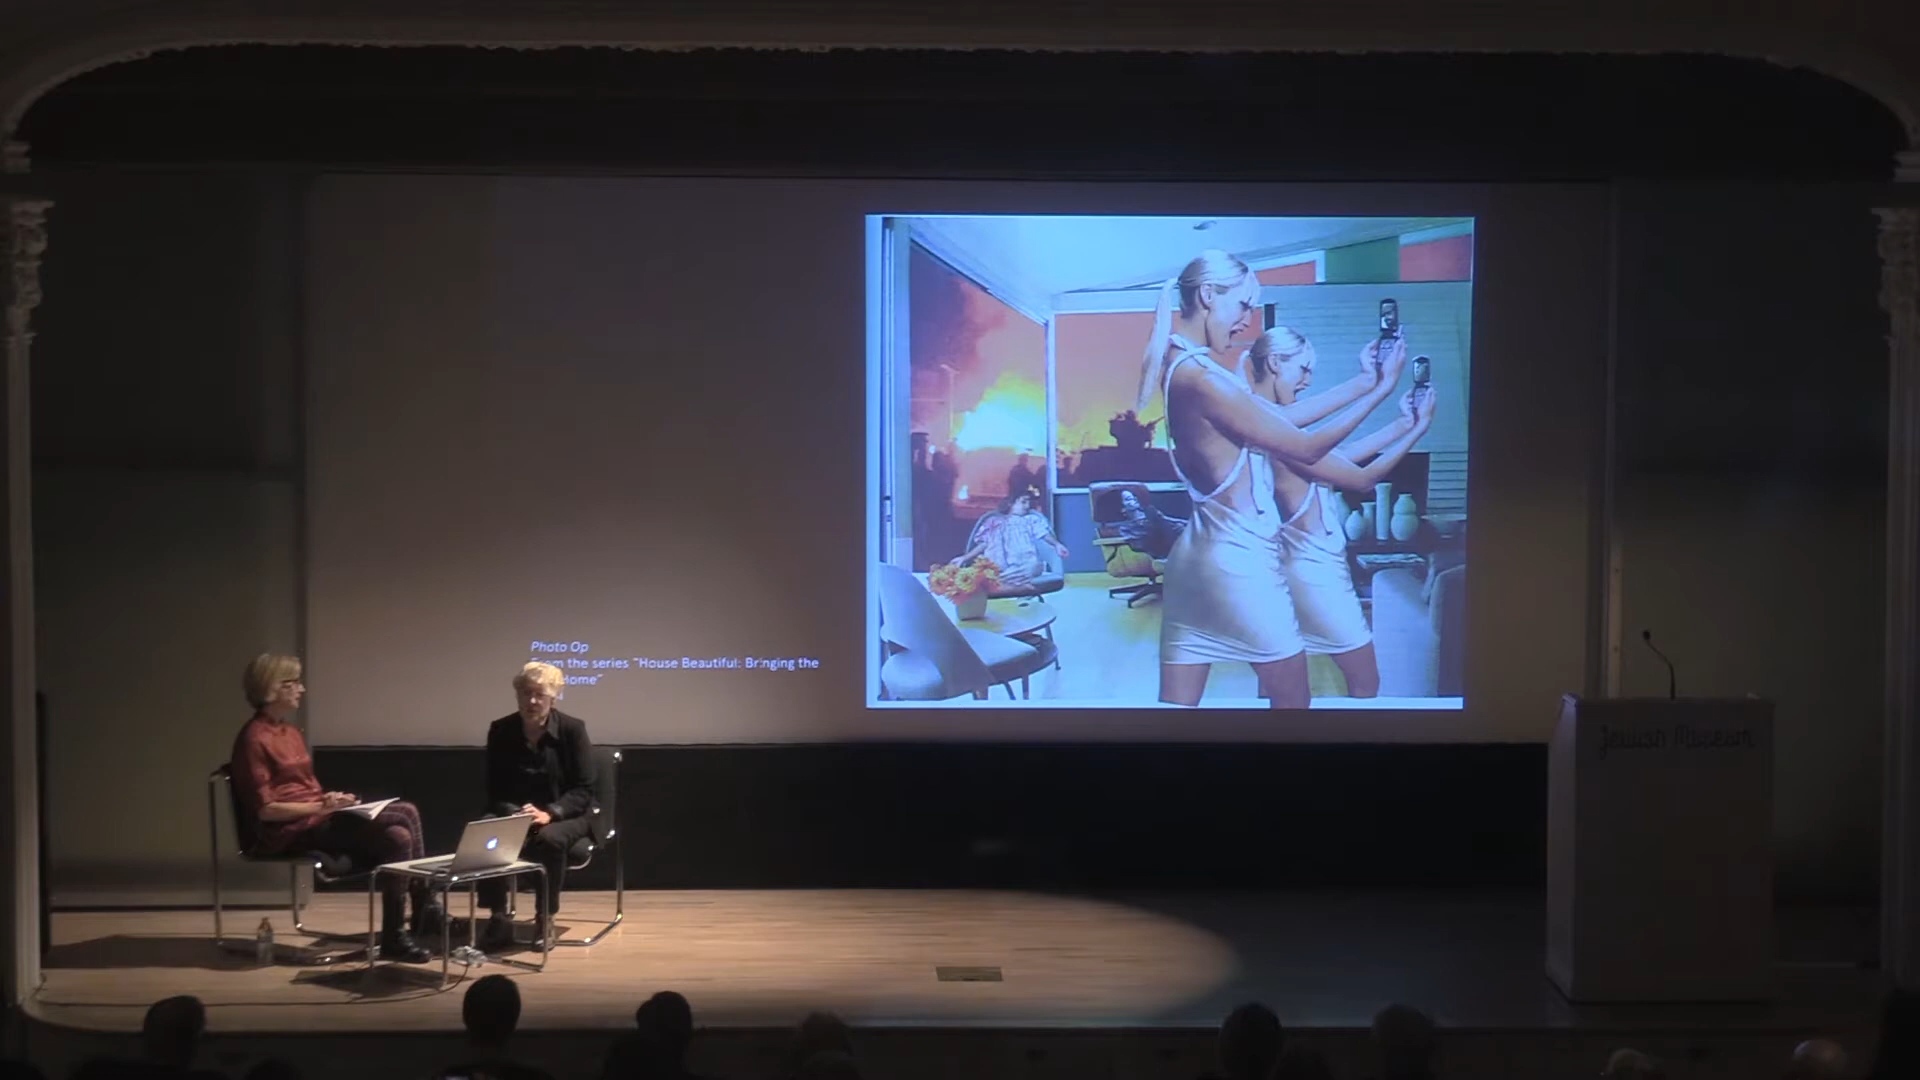 Photo Op
From the series "House Beautiful: Bringing the
Home"
Jewish Museum